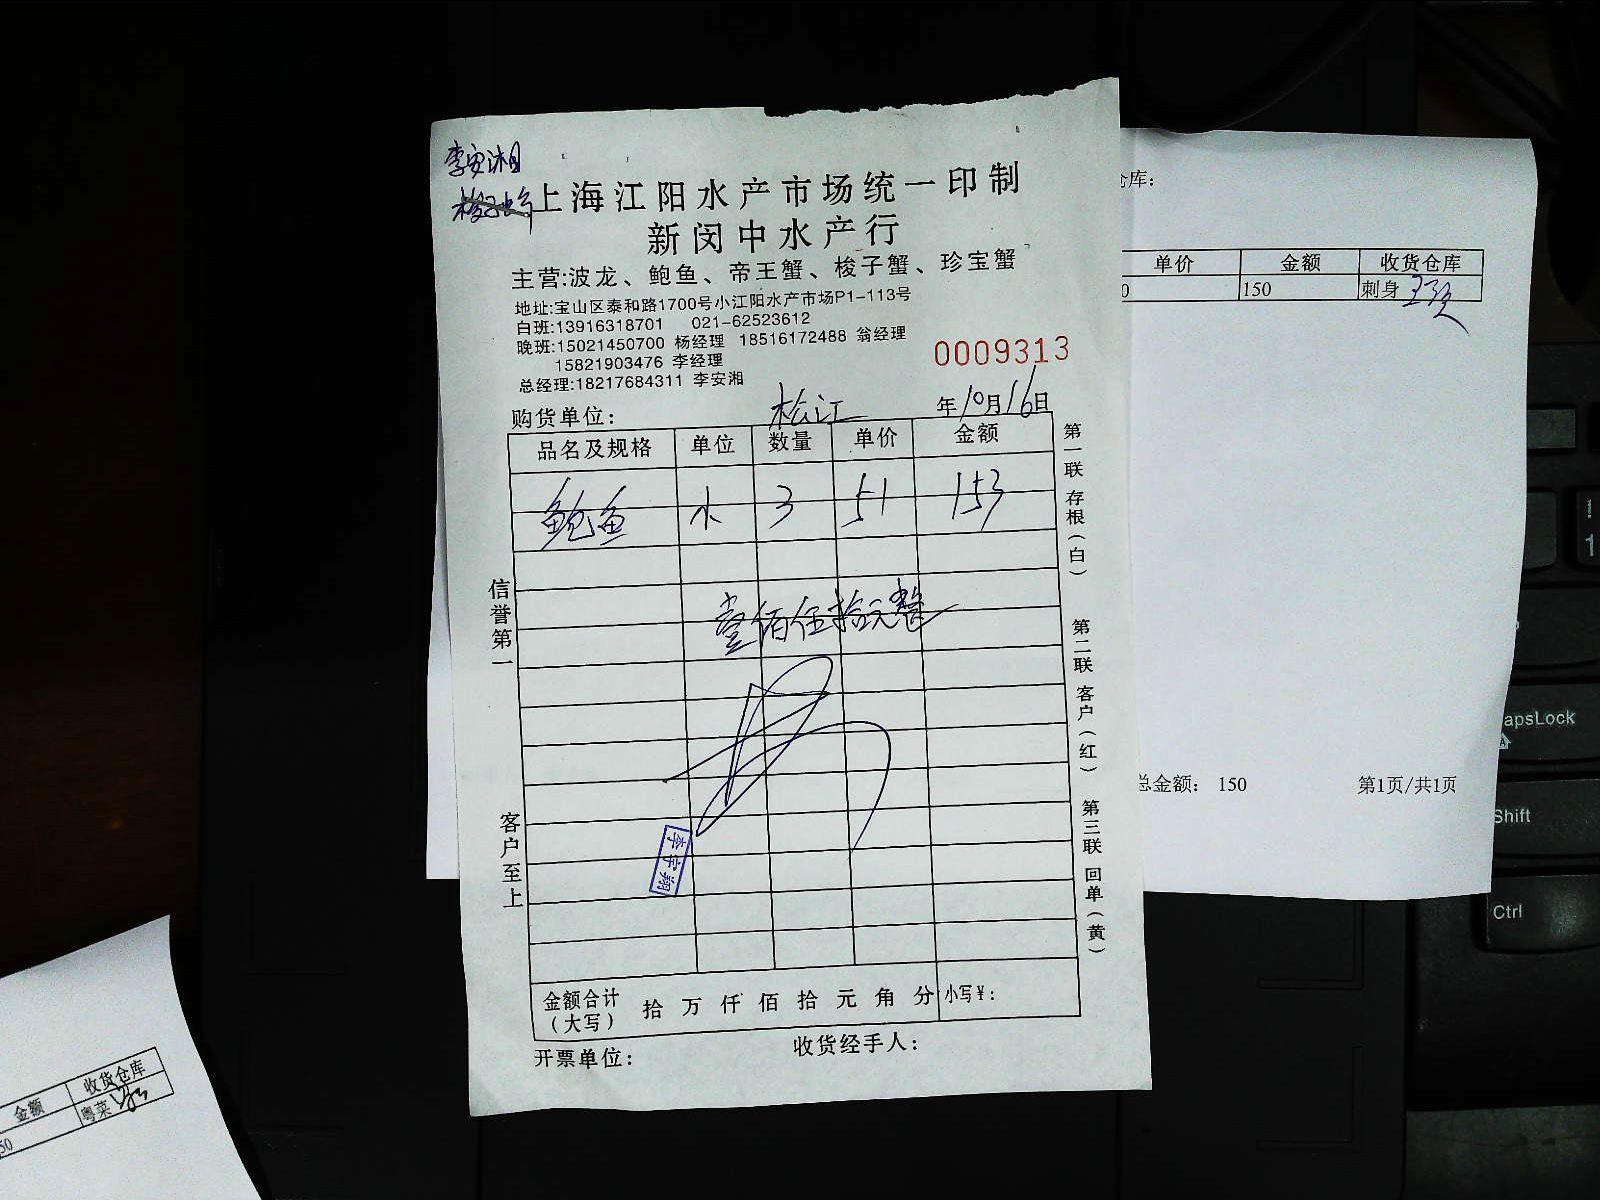 李安湘
上海江阳水产市场统一印制
新闵中水产行
主营:波龙、鲍鱼、帝王蟹、梭子蟹、珍宝蟹
地址:宝山区泰和路1700号小江阳水产市场P1-113号
白班:13916318701 021-62523612
晚班:15021450700 杨经理 18516172488 翁经理
15821903476 李经理
总经理:18217684311 李安湘
0009313
购货单位: 松江 年10月16日
品名及规格 单位 数量 单价 金额
鲍鱼 3 51 153
壹佰伍拾元整
李宇翔
金额合计(大写) 拾 万 仟 佰 拾 元 角 分 小写¥:
开票单位: 收货经手人:
信誉第一
客户至上
第一联 存根(白)
第二联 客户(红)
第三联 回单(黄)
仓库:
单价 金额 收货仓库
0 150 刺身
总金额: 150 第1页/共1页
金额 收货仓库
50 粤菜
apsLock
Shift
Ctrl
!
1